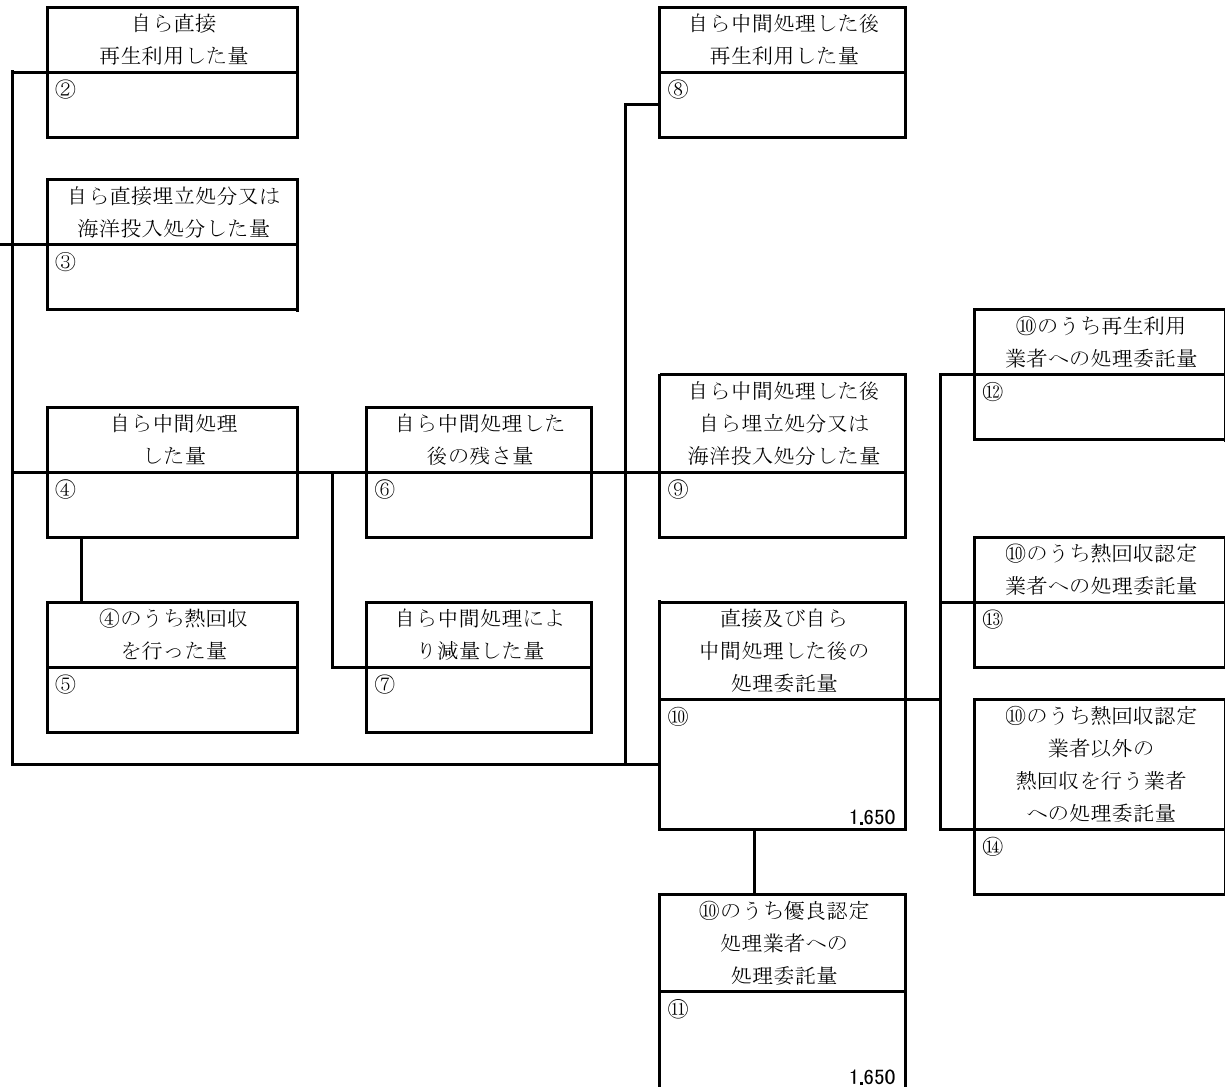 自ら直接
再生利用した量
②
自ら中間処理した後
再生利用した量
⑧
自ら直接埋立処分又は
海洋投入処分した量
③
⑩のうち再生利用
業者への処理委託量
⑫
自ら中間処理
した量
④
自ら中間処理した
後の残さ量
⑥
自ら中間処理した後
自ら埋立処分又は
海洋投入処分した量
⑨
⑩のうち熱回収認定
業者への処理委託量
⑬
④のうち熱回収
を行った量
⑤
自ら中間処理によ
り減量した量
⑦
直接及び自ら
中間処理した後の
処理委託量
⑩
1.650
⑩のうち熱回収認定
業者以外の
熱回収を行う業者
への処理委託量
⑭
⑩のうち優良認定
処理業者への
処理委託量
⑪
1.650